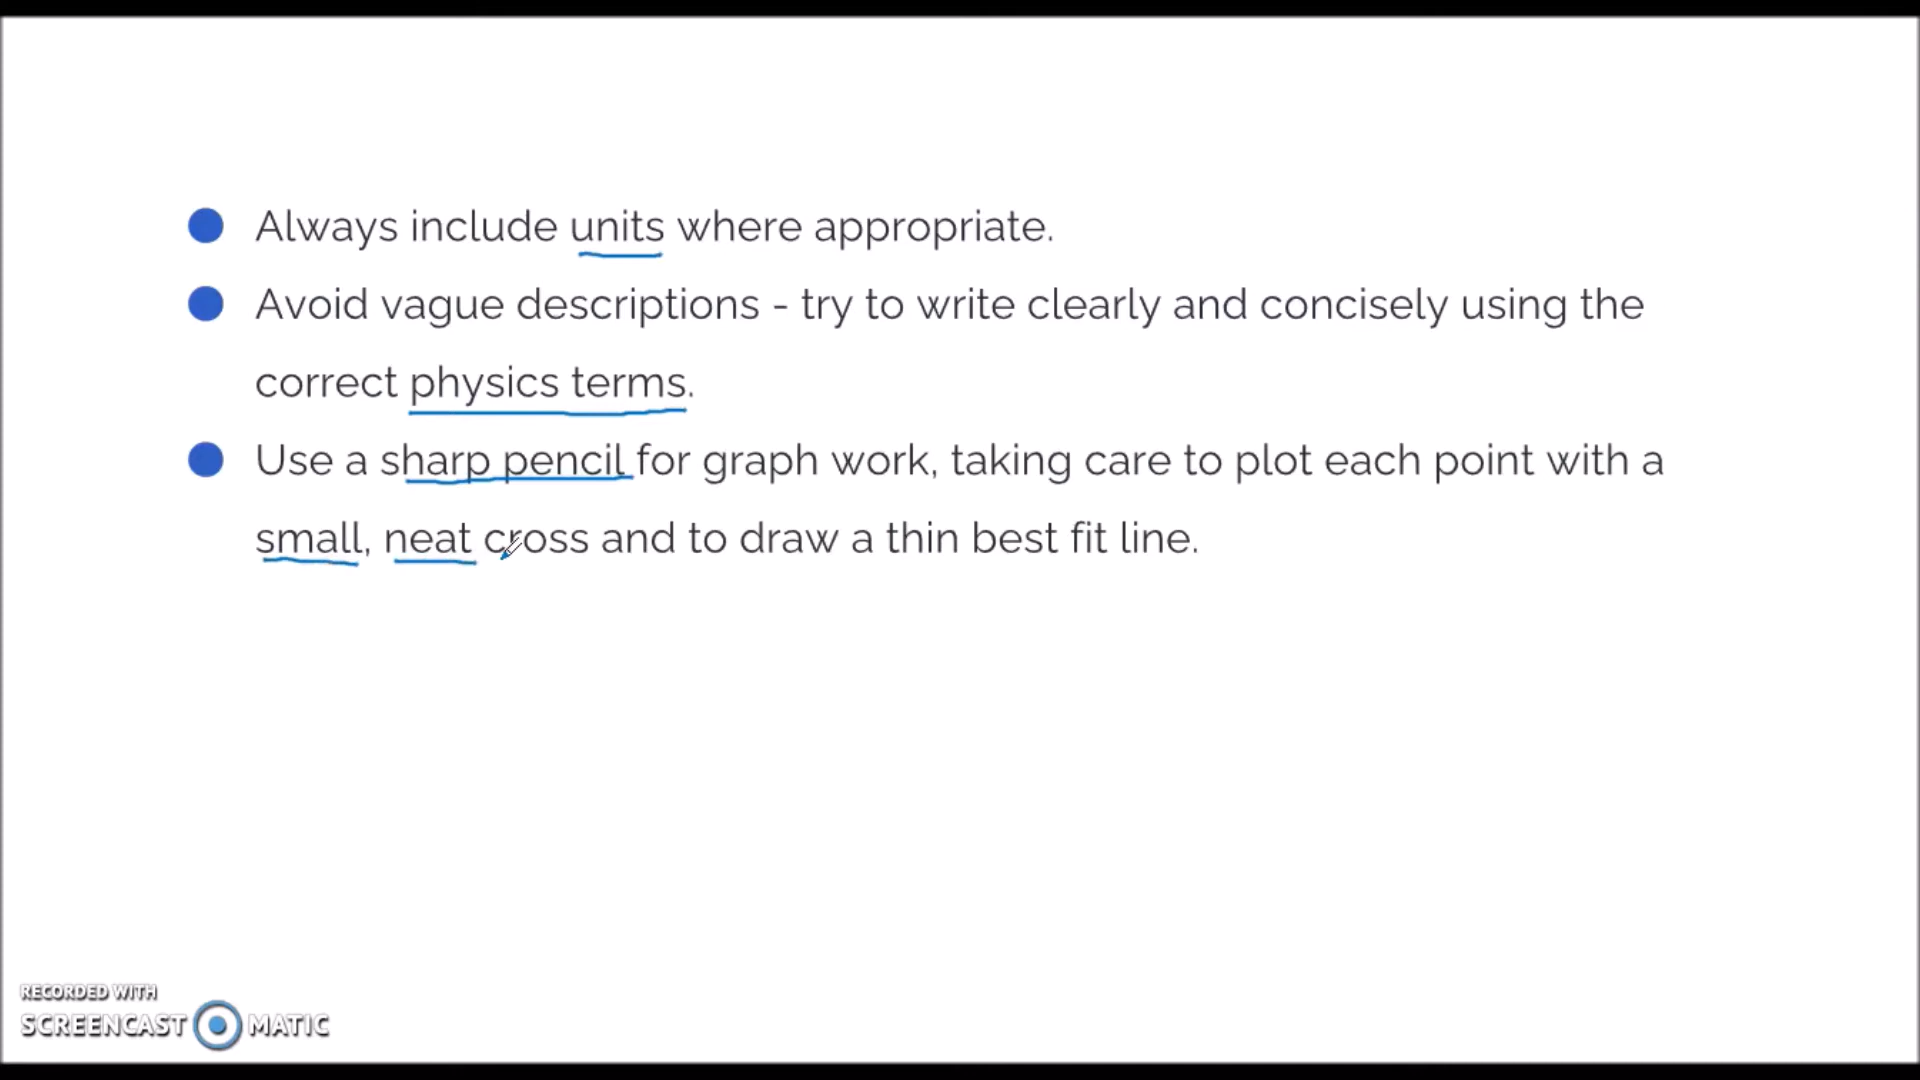 Always include units where appropriate.
Avoid vague descriptions - try to write clearly and concisely using the
correct physics terms.
Use a sharp pencil for graph work, taking care to plot each point with a
small, neat cross and to draw a thin best fit line.
RECORDED WITH
SCREENCAST MATIC